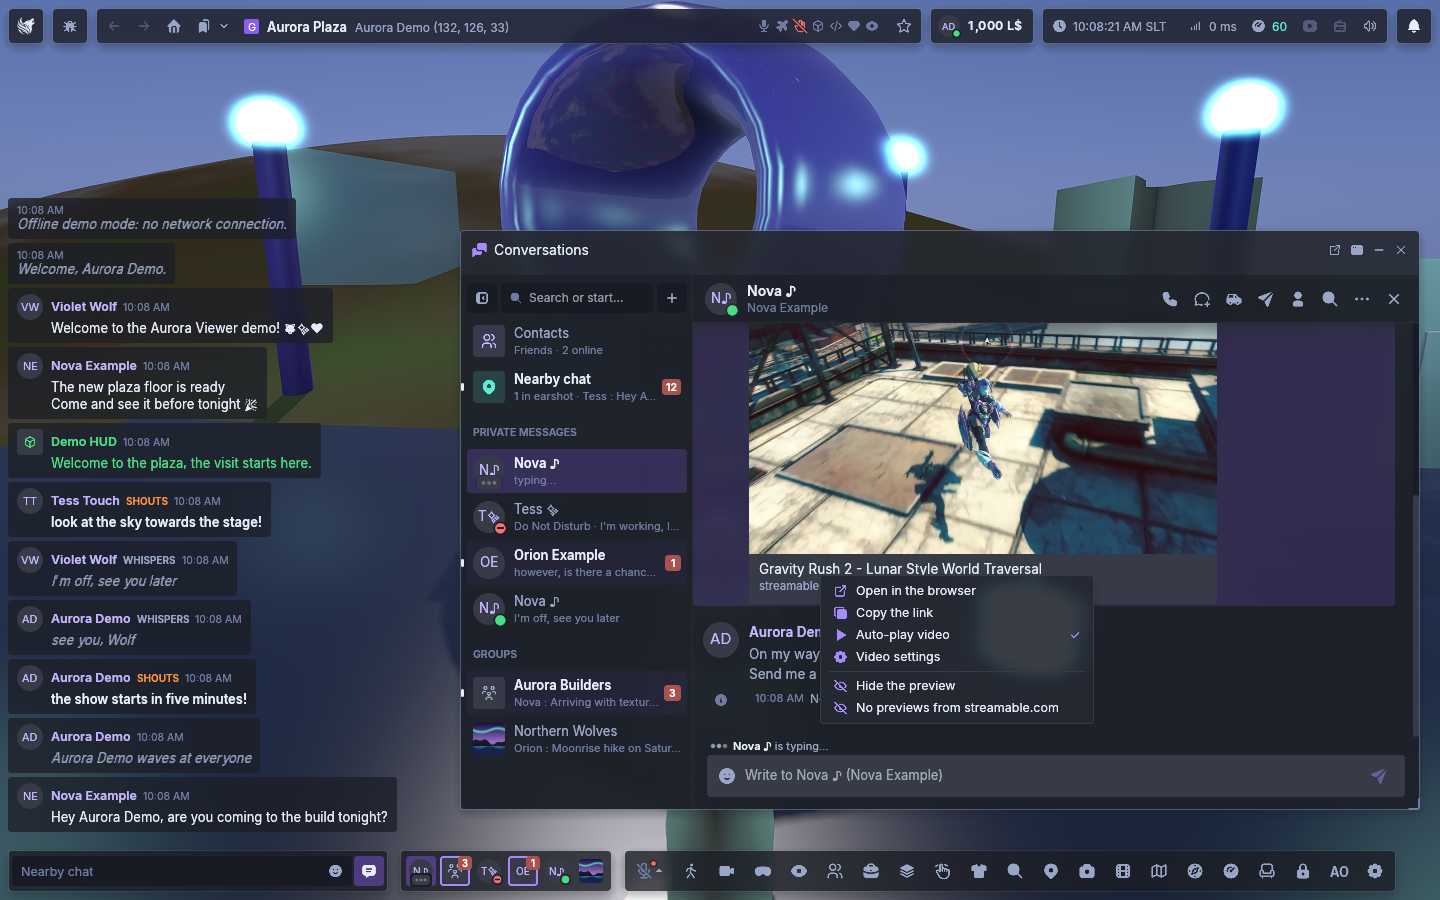 G Aurora Plaza Aurora Demo (132, 126, 33)
AD 1,000 L$
10:08:21 AM SLT 0 ms 60
10:08 AM
Offline demo mode: no network connection.
10:08 AM
Welcome, Aurora Demo.
VW Violet Wolf 10:08 AM
Welcome to the Aurora Viewer demo!
NE Nova Example 10:08 AM
The new plaza floor is ready
Come and see it before tonight
Demo HUD 10:08 AM
Welcome to the plaza, the visit starts here.
TT Tess Touch SHOUTS 10:08 AM
look at the sky towards the stage!
VW Violet Wolf WHISPERS 10:08 AM
I'm off, see you later
AD Aurora Demo WHISPERS 10:08 AM
see you, Wolf
AD Aurora Demo SHOUTS 10:08 AM
the show starts in five minutes!
AD Aurora Demo 10:08 AM
Aurora Demo waves at everyone
NE Nova Example 10:08 AM
Hey Aurora Demo, are you coming to the build tonight?
Conversations
Search or start...
Contacts
Friends · 2 online
Nearby chat
1 in earshot · Tess : Hey A... 12
PRIVATE MESSAGES
N♪ Nova ♪
typing...
T Tess
Do Not Disturb · I'm working, I...
OE Orion Example
however, is there a chanc... 1
N♪ Nova ♪
I'm off, see you later
GROUPS
Aurora Builders
Nova : Arriving with textur... 3
Northern Wolves
Orion : Moonrise hike on Satur...
N♪ Nova ♪
Nova Example
Gravity Rush 2 - Lunar Style World Traversal
streamable
Open in the browser
Copy the link
Auto-play video
Video settings
Hide the preview
No previews from streamable.com
AD Aurora Den
On my way
Send me a
10:08 AM
Nova ♪ is typing...
Write to Nova ♪ (Nova Example)
Nearby chat
N♪ 3 T OE 1 N♪
AO